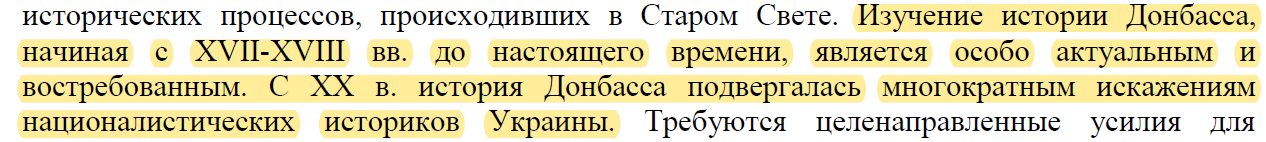 исторических процессов, происходивших в Старом Свете. Изучение истории Донбасса,
начиная с XVII-XVIII вв. до настоящего времени, является особо актуальным и
востребованным. С XX в. история Донбасса подвергалась многократным искажениям
националистических историков Украины. Требуются целенаправленные усилия для